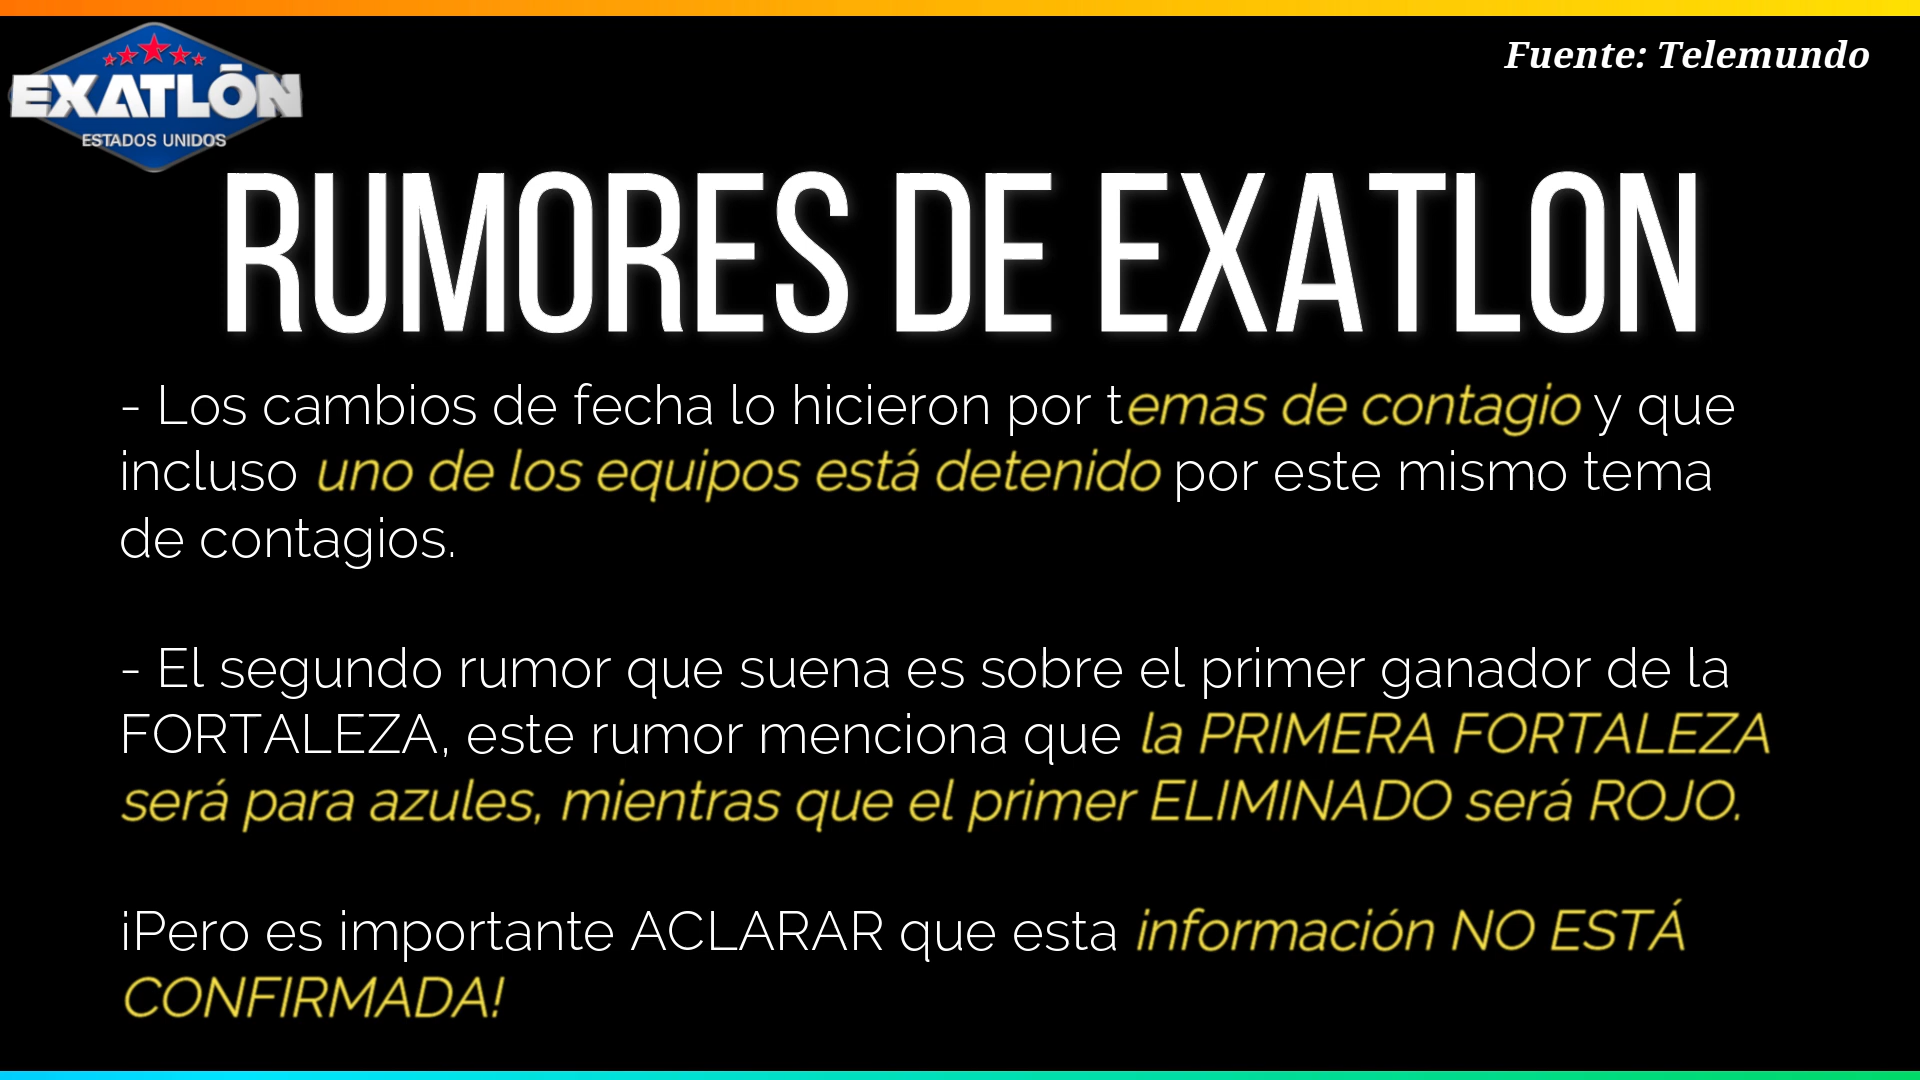 Fuente: Telemundo
EXATLŌN
ESTADOS UNIDOS
RUMORES DE EXATLON
- Los cambios de fecha lo hicieron por temas de contagio y que
incluso uno de los equipos está detenido por este mismo tema
de contagios.
- El segundo rumor que suena es sobre el primer ganador de la
FORTALEZA, este rumor menciona que la PRIMERA FORTALEZA
será para azules, mientras que el primer ELIMINADO será ROJO.
¡Pero es importante ACLARAR que esta información NO ESTÁ
CONFIRMADA!